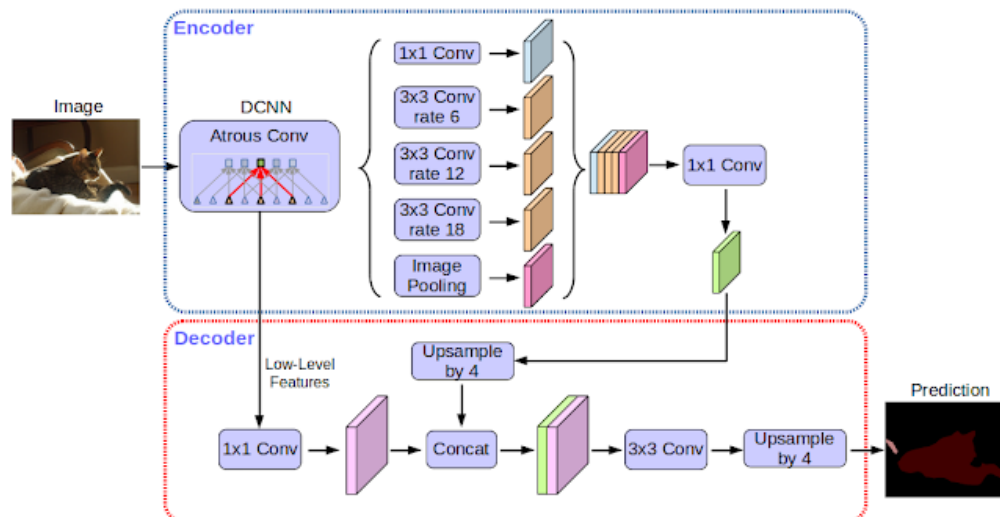 Encoder
Image
DCNN
Atrous Conv
1x1 Conv
3x3 Conv
rate 6
3x3 Conv
rate 12
3x3 Conv
rate 18
Image
Pooling
1x1 Conv
Decoder
Low-Level
Features
Upsample
by 4
1x1 Conv
Concat
3x3 Conv
Upsample
by 4
Prediction